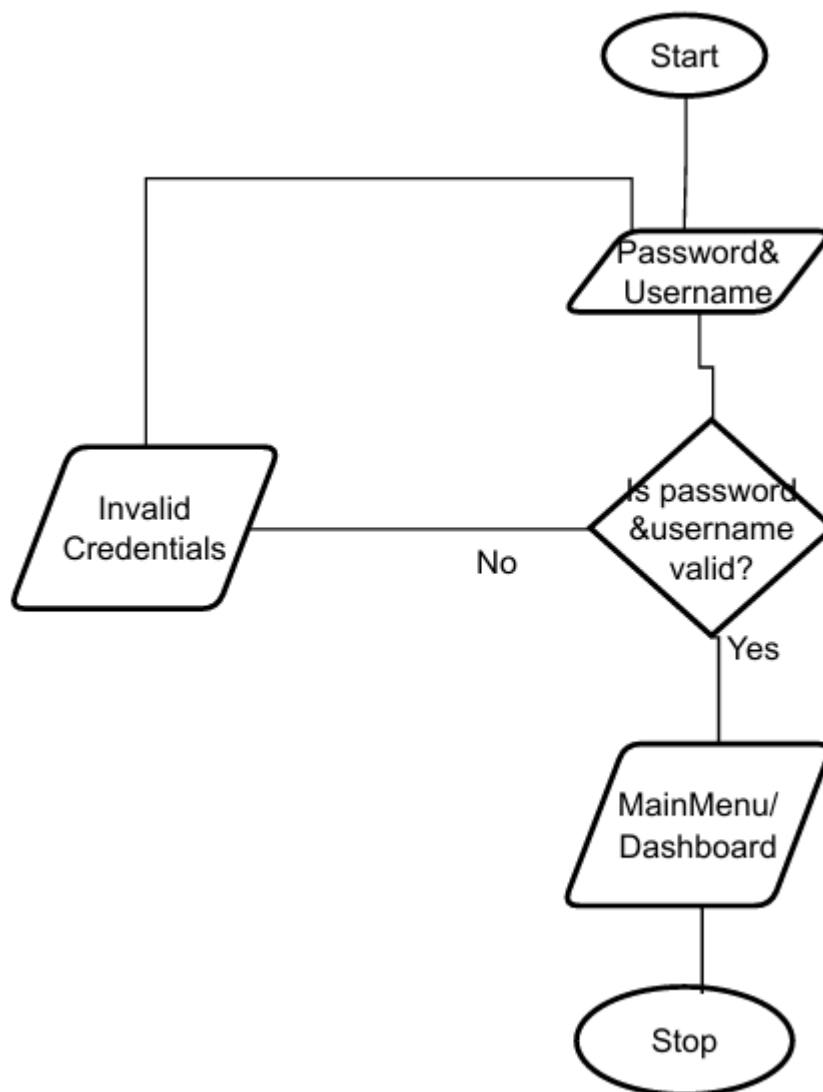 Start
Password&
Username
Is password
&username
valid?
No
Invalid
Credentials
Yes
MainMenu/
Dashboard
Stop